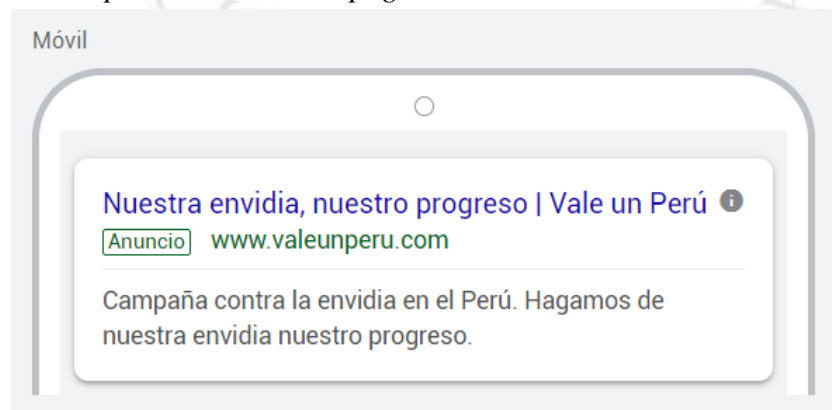 Móvil
Nuestra envidia, nuestro progreso | Vale un Perú
Anuncio www.valeunperu.com
Campaña contra la envidia en el Perú. Hagamos de
nuestra envidia nuestro progreso.